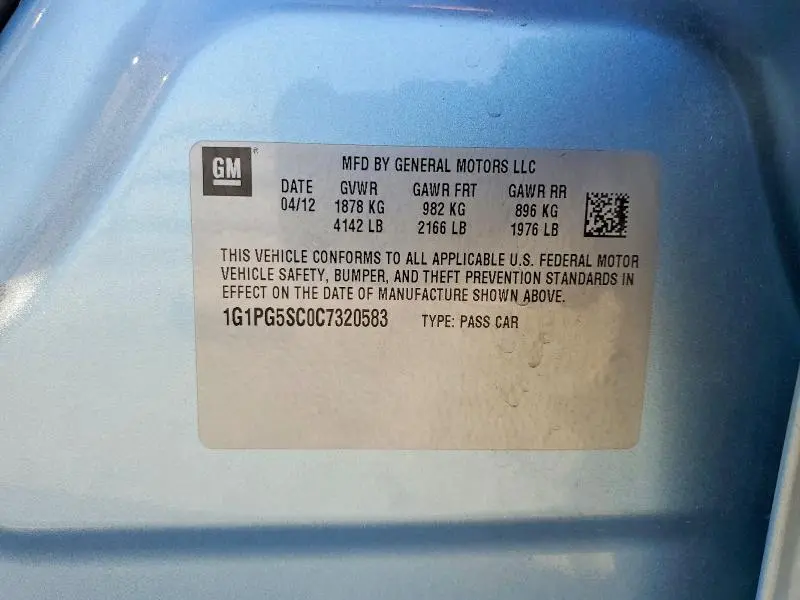 GM ®
MFD BY GENERAL MOTORS LLC
DATE GVWR GAWR FRT GAWR RR
04/12 1878 KG 982 KG 896 KG
4142 LB 2166 LB 1976 LB
THIS VEHICLE CONFORMS TO ALL APPLICABLE U.S. FEDERAL MOTOR
VEHICLE SAFETY, BUMPER, AND THEFT PREVENTION STANDARDS IN
EFFECT ON THE DATE OF MANUFACTURE SHOWN ABOVE.
1G1PG5SC0C7320583 TYPE: PASS CAR